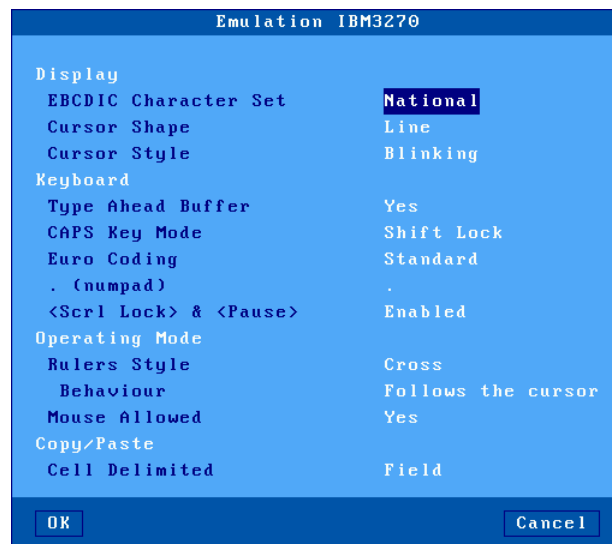 Emulation IBM3270
Display
EBCDIC Character Set National
Cursor Shape Line
Cursor Style Blinking
Keyboard
Type Ahead Buffer Yes
CAPS Key Mode Shift Lock
Euro Coding Standard
. (numpad) .
<Scrl Lock> & <Pause> Enabled
Operating Mode
Rulers Style Cross
Behaviour Follows the cursor
Mouse Allowed Yes
Copy/Paste
Cell Delimited Field
OK Cancel